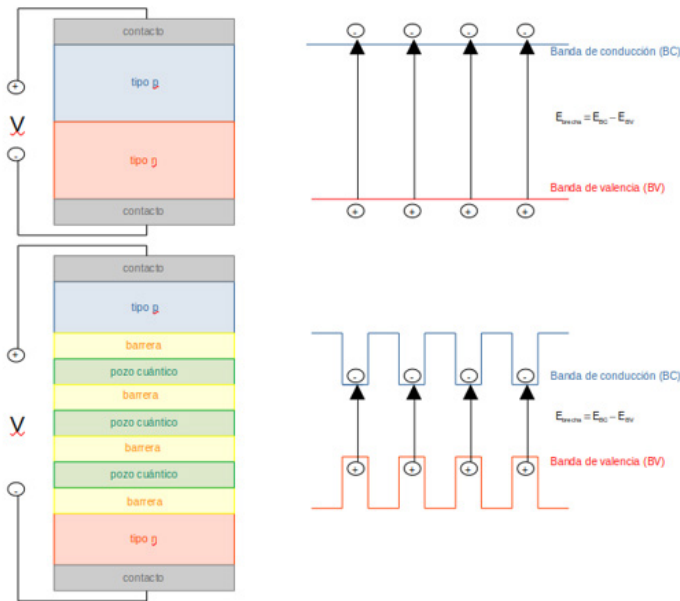 contacto
tipo n
tipo n
contacto
+
V
-
- - - -
Banda de conducción (BC)
E_brecha = E_BC − E_BV
Banda de valencia (BV)
+ + + +
contacto
tipo n
barrera
pozo cuántico
barrera
pozo cuántico
barrera
pozo cuántico
barrera
tipo n
contacto
+
V
-
- - - -
Banda de conducción (BC)
E_brecha = E_BC − E_BV
Banda de valencia (BV)
+ + + +